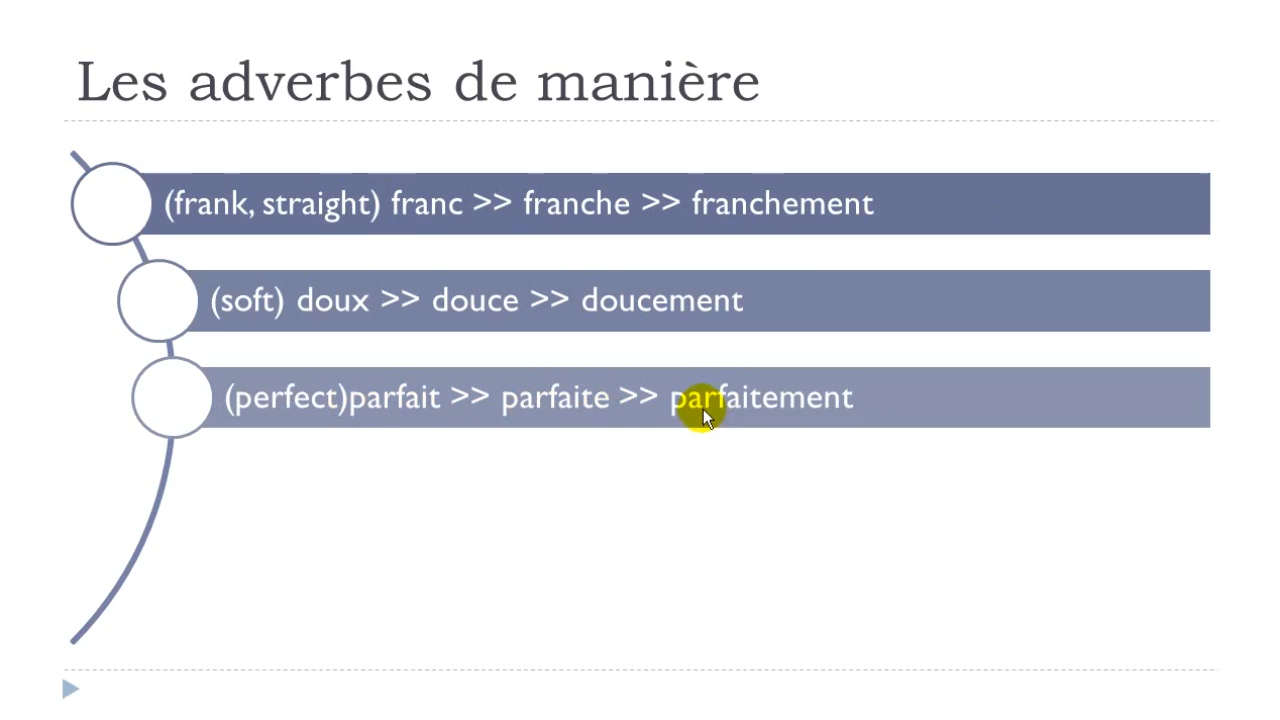 Les adverbes de manière
(frank, straight) franc >> franche >> franchement
(soft) doux >> douce >> doucement
(perfect)parfait >> parfaite >> parfaitement